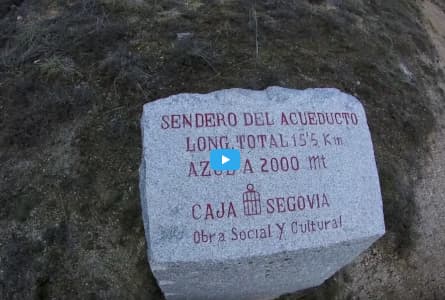 SENDERO DEL ACUEDUCTO
LONG. TOTAL 15'5 Km
A 2000 mt
CAJA SEGOVIA
Obra Social Y Cultural